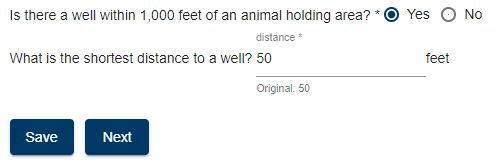 Is there a well within 1,000 feet of an animal holding area? * Yes No
distance *
What is the shortest distance to a well? 50 feet
Original: 50
Save Next